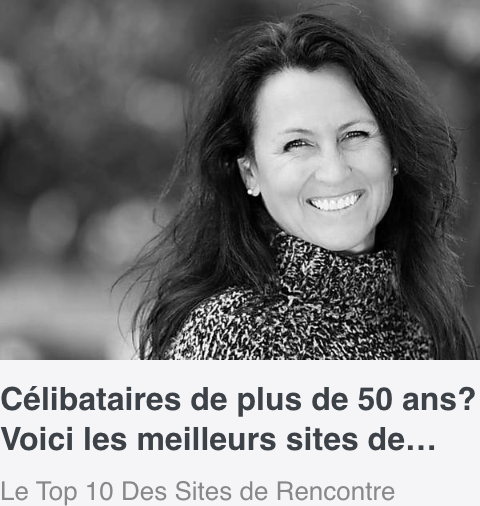 Célibataires de plus de 50 ans?
Voici les meilleurs sites de…
Le Top 10 Des Sites de Rencontre